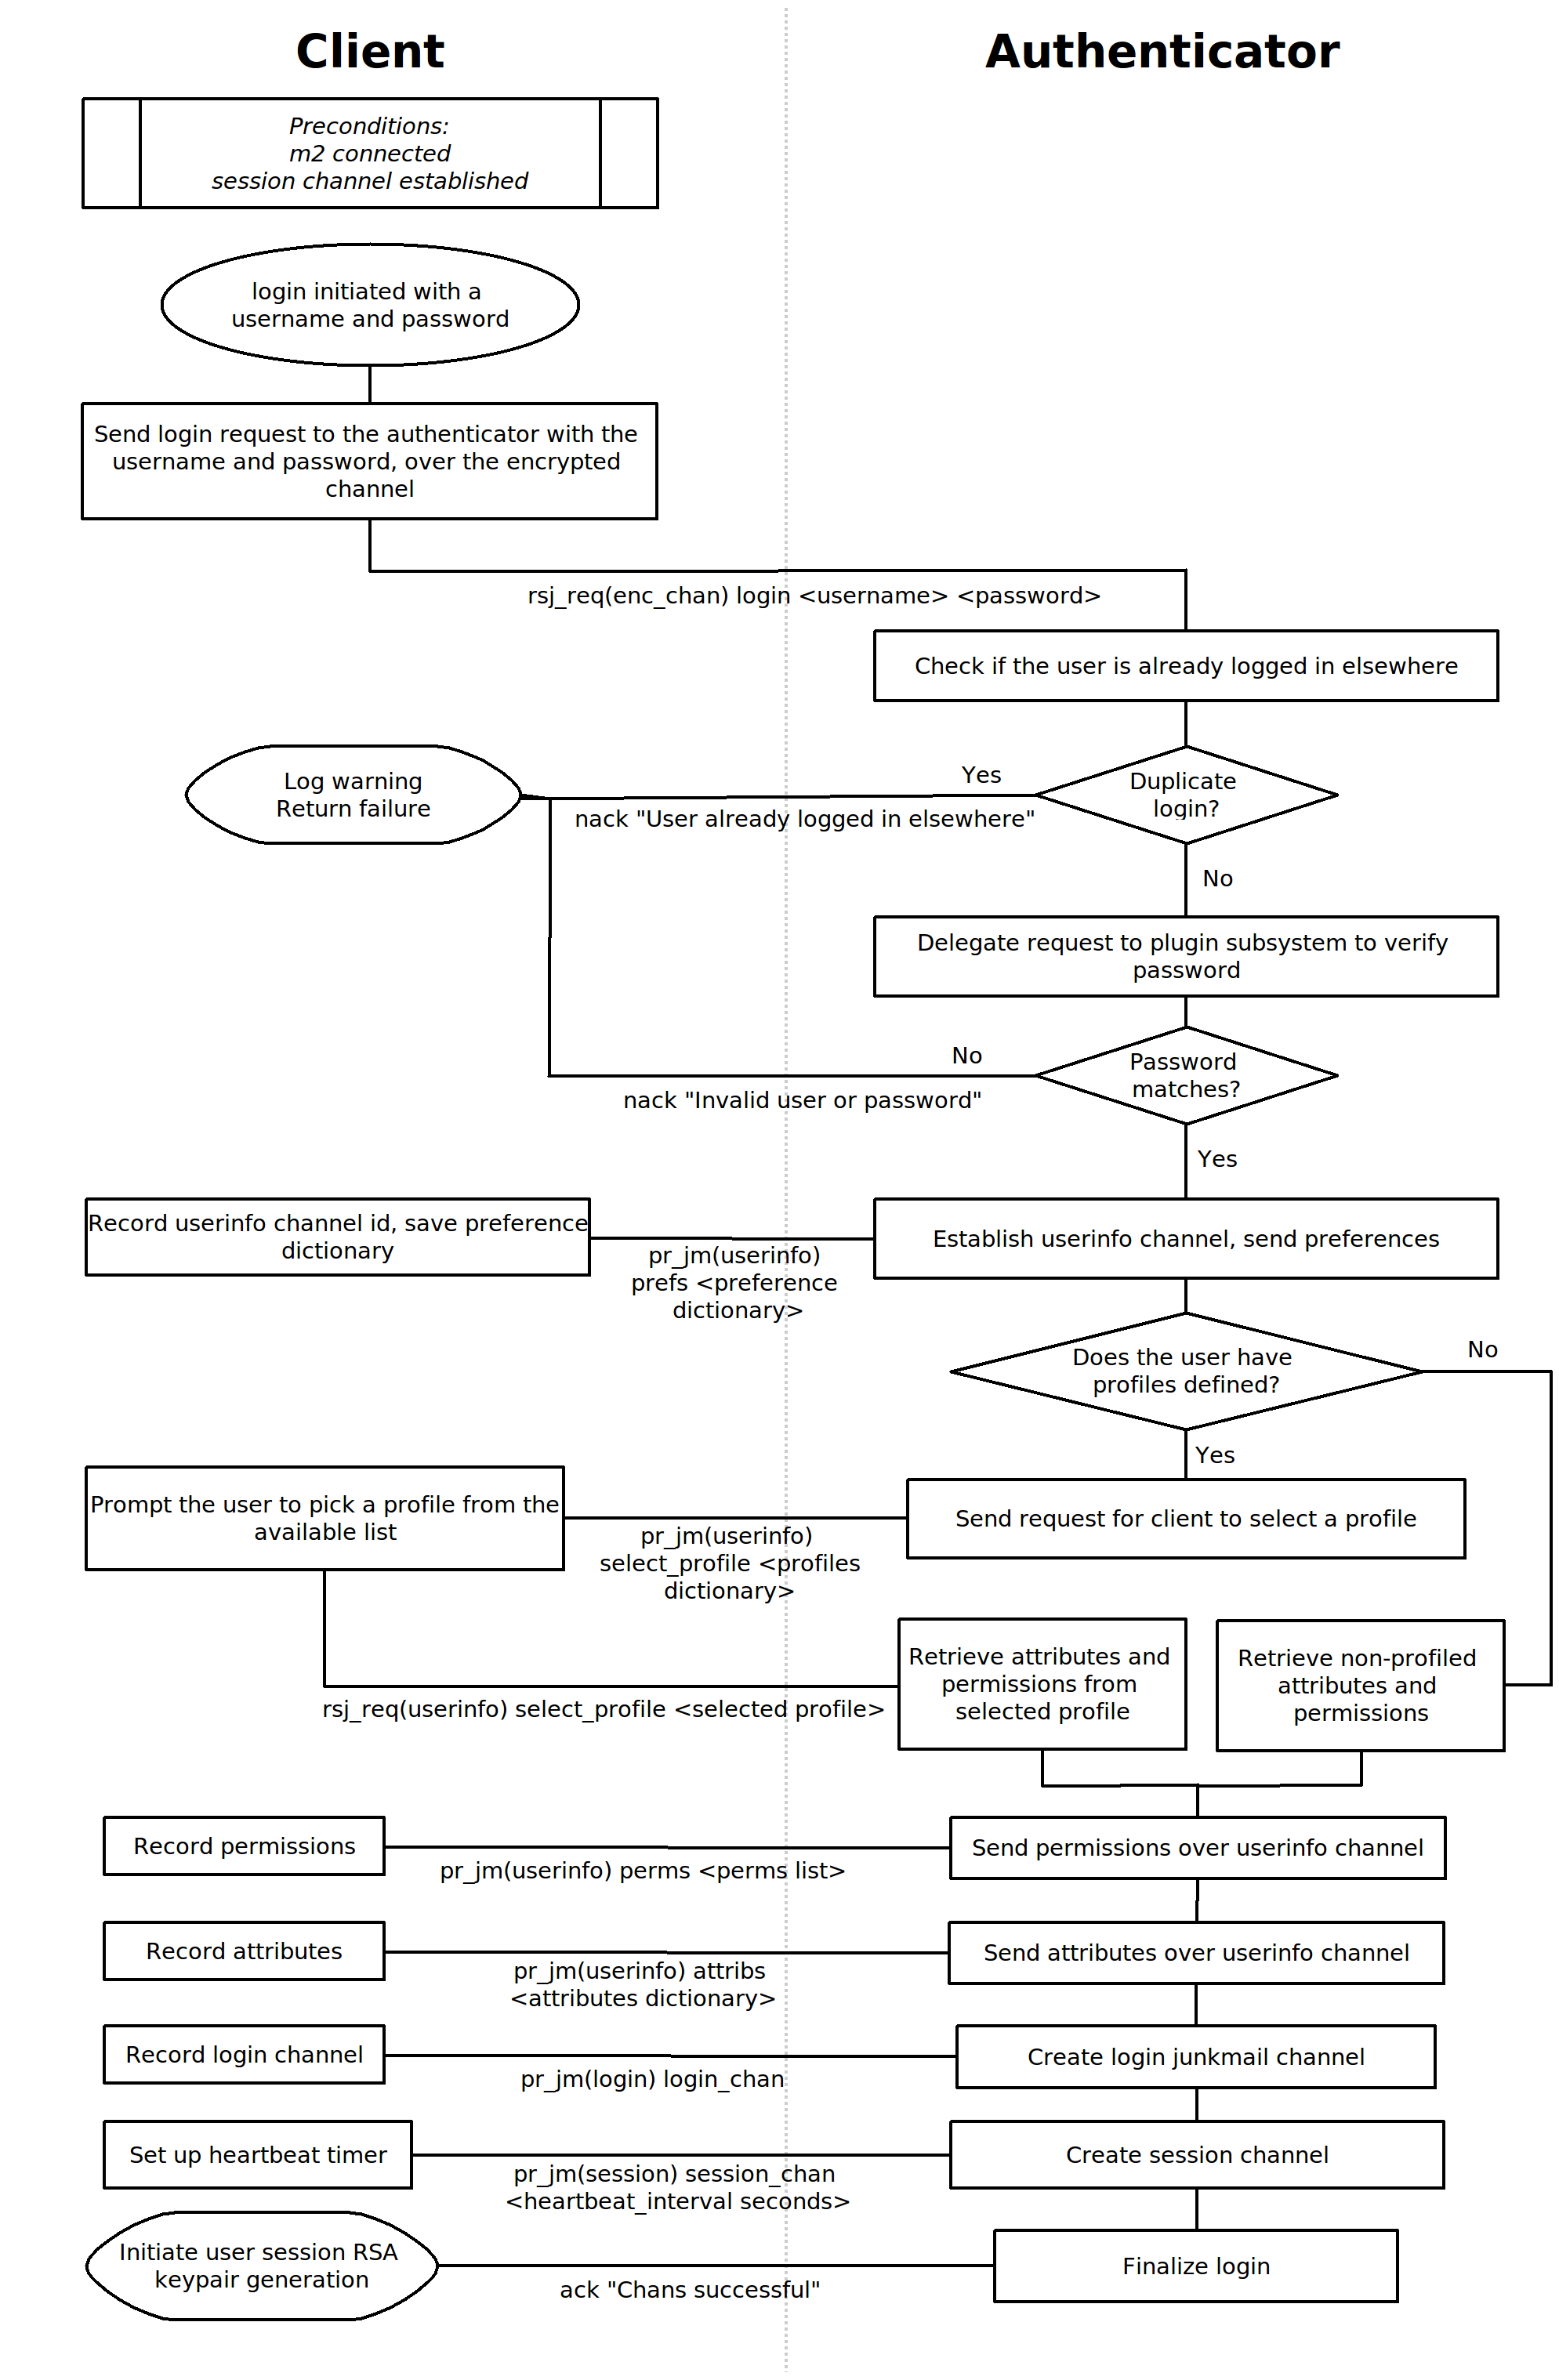 Client
Authenticator
Preconditions:
m2 connected
session channel established
login initiated with a
username and password
Send login request to the authenticator with the
username and password, over the encrypted
channel
rsj_req(enc_chan) login <username> <password>
Check if the user is already logged in elsewhere
Duplicate
login?
Yes
nack "User already logged in elsewhere"
Log warning
Return failure
No
Delegate request to plugin subsystem to verify
password
Password
matches?
No
nack "Invalid user or password"
Yes
Establish userinfo channel, send preferences
pr_jm(userinfo)
prefs <preference
dictionary>
Record userinfo channel id, save preference
dictionary
Does the user have
profiles defined?
No
Yes
Send request for client to select a profile
pr_jm(userinfo)
select_profile <profiles
dictionary>
Prompt the user to pick a profile from the
available list
rsj_req(userinfo) select_profile <selected profile>
Retrieve attributes and
permissions from
selected profile
Retrieve non-profiled
attributes and
permissions
Send permissions over userinfo channel
pr_jm(userinfo) perms <perms list>
Record permissions
Send attributes over userinfo channel
pr_jm(userinfo) attribs
<attributes dictionary>
Record attributes
Create login junkmail channel
pr_jm(login) login_chan
Record login channel
Create session channel
pr_jm(session) session_chan
<heartbeat_interval seconds>
Set up heartbeat timer
Finalize login
ack "Chans successful"
Initiate user session RSA
keypair generation